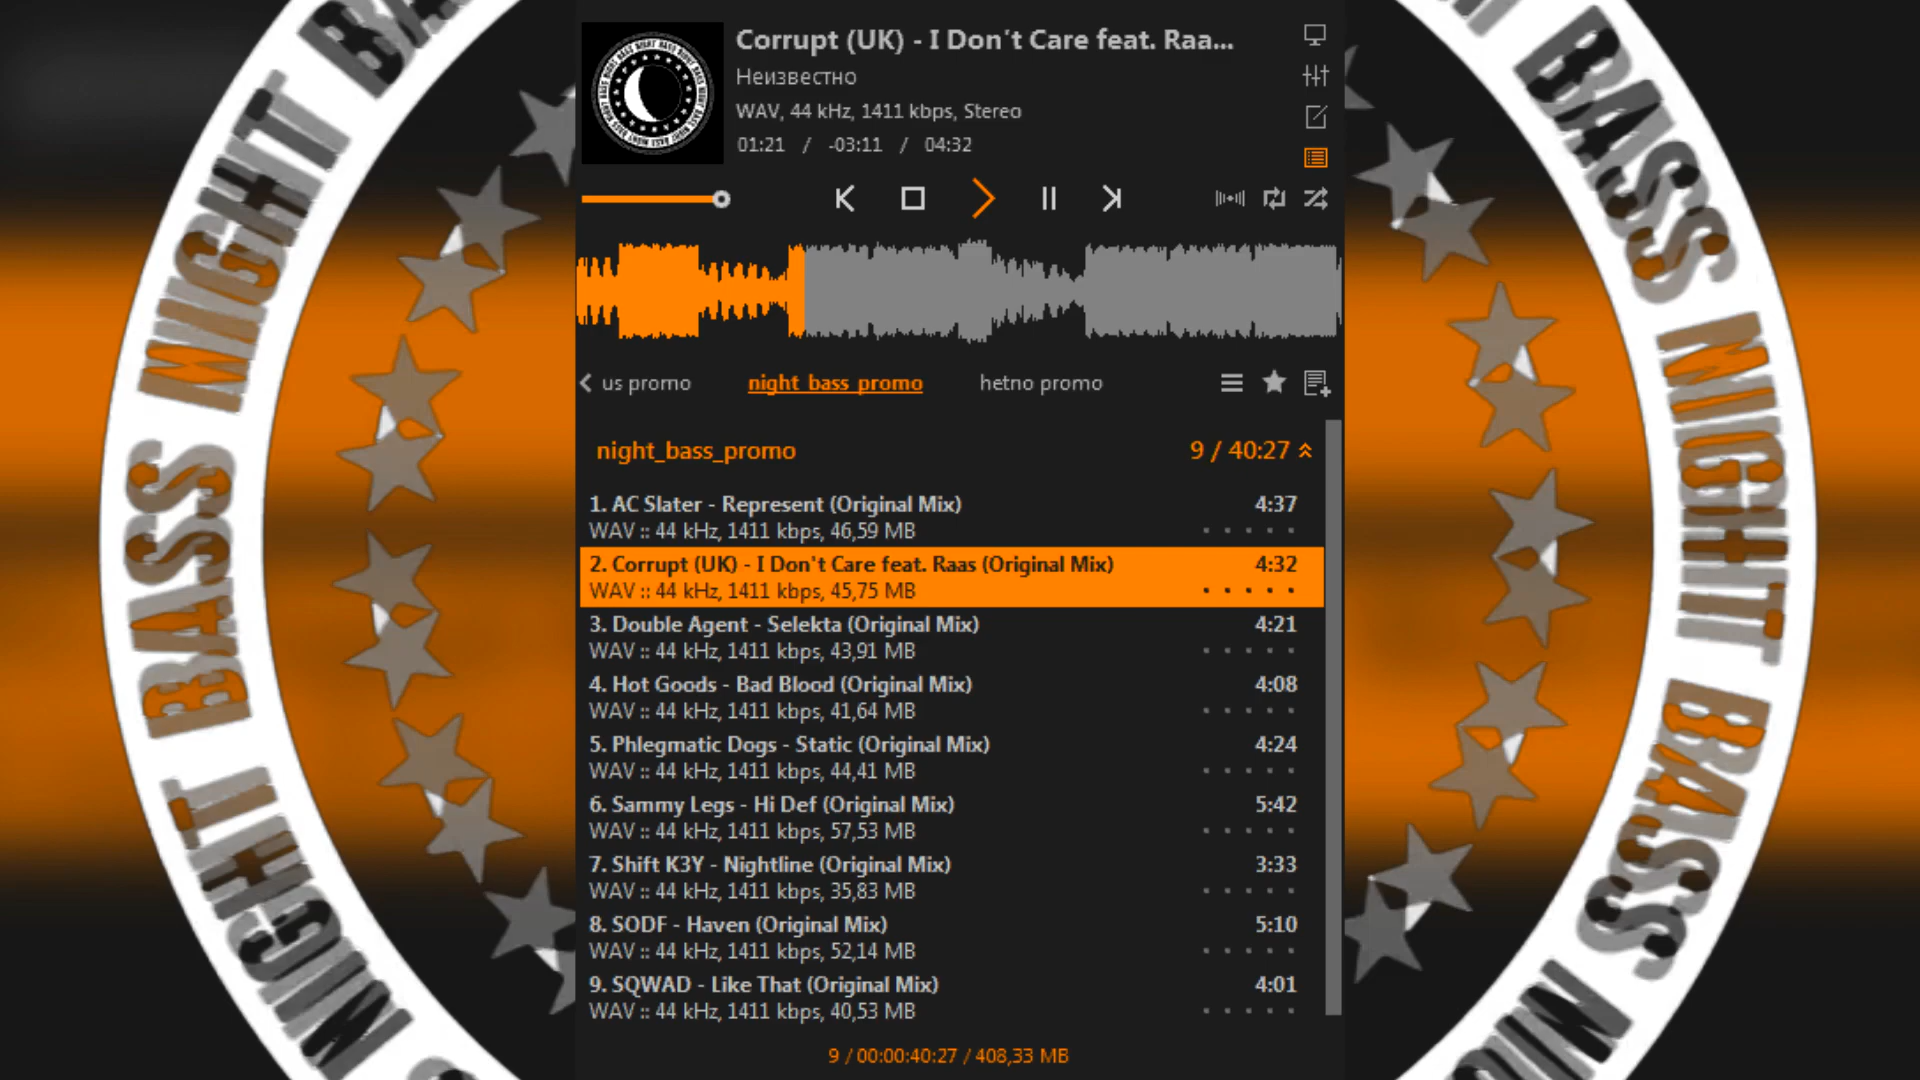 Corrupt (UK) - I Don't Care feat. Raa...
Неизвестно
WAV, 44 kHz, 1411 kbps, Stereo
01:21 / -03:11 / 04:32
us promo night_bass_promo hetno promo
night_bass_promo 9 / 40:27
1. AC Slater - Represent (Original Mix) 4:37
WAV :: 44 kHz, 1411 kbps, 46,59 MB
2. Corrupt (UK) - I Don't Care feat. Raas (Original Mix) 4:32
WAV :: 44 kHz, 1411 kbps, 45,75 MB
3. Double Agent - Selekta (Original Mix) 4:21
WAV :: 44 kHz, 1411 kbps, 43,91 MB
4. Hot Goods - Bad Blood (Original Mix) 4:08
WAV :: 44 kHz, 1411 kbps, 41,64 MB
5. Phlegmatic Dogs - Static (Original Mix) 4:24
WAV :: 44 kHz, 1411 kbps, 44,41 MB
6. Sammy Legs - Hi Def (Original Mix) 5:42
WAV :: 44 kHz, 1411 kbps, 57,53 MB
7. Shift K3Y - Nightline (Original Mix) 3:33
WAV :: 44 kHz, 1411 kbps, 35,83 MB
8. SODF - Haven (Original Mix) 5:10
WAV :: 44 kHz, 1411 kbps, 52,14 MB
9. SQWAD - Like That (Original Mix) 4:01
WAV :: 44 kHz, 1411 kbps, 40,53 MB
9 / 00:00:40:27 / 408,33 MB
NIGHT BASS NIGHT BA
BASS NIGHT BASS NI